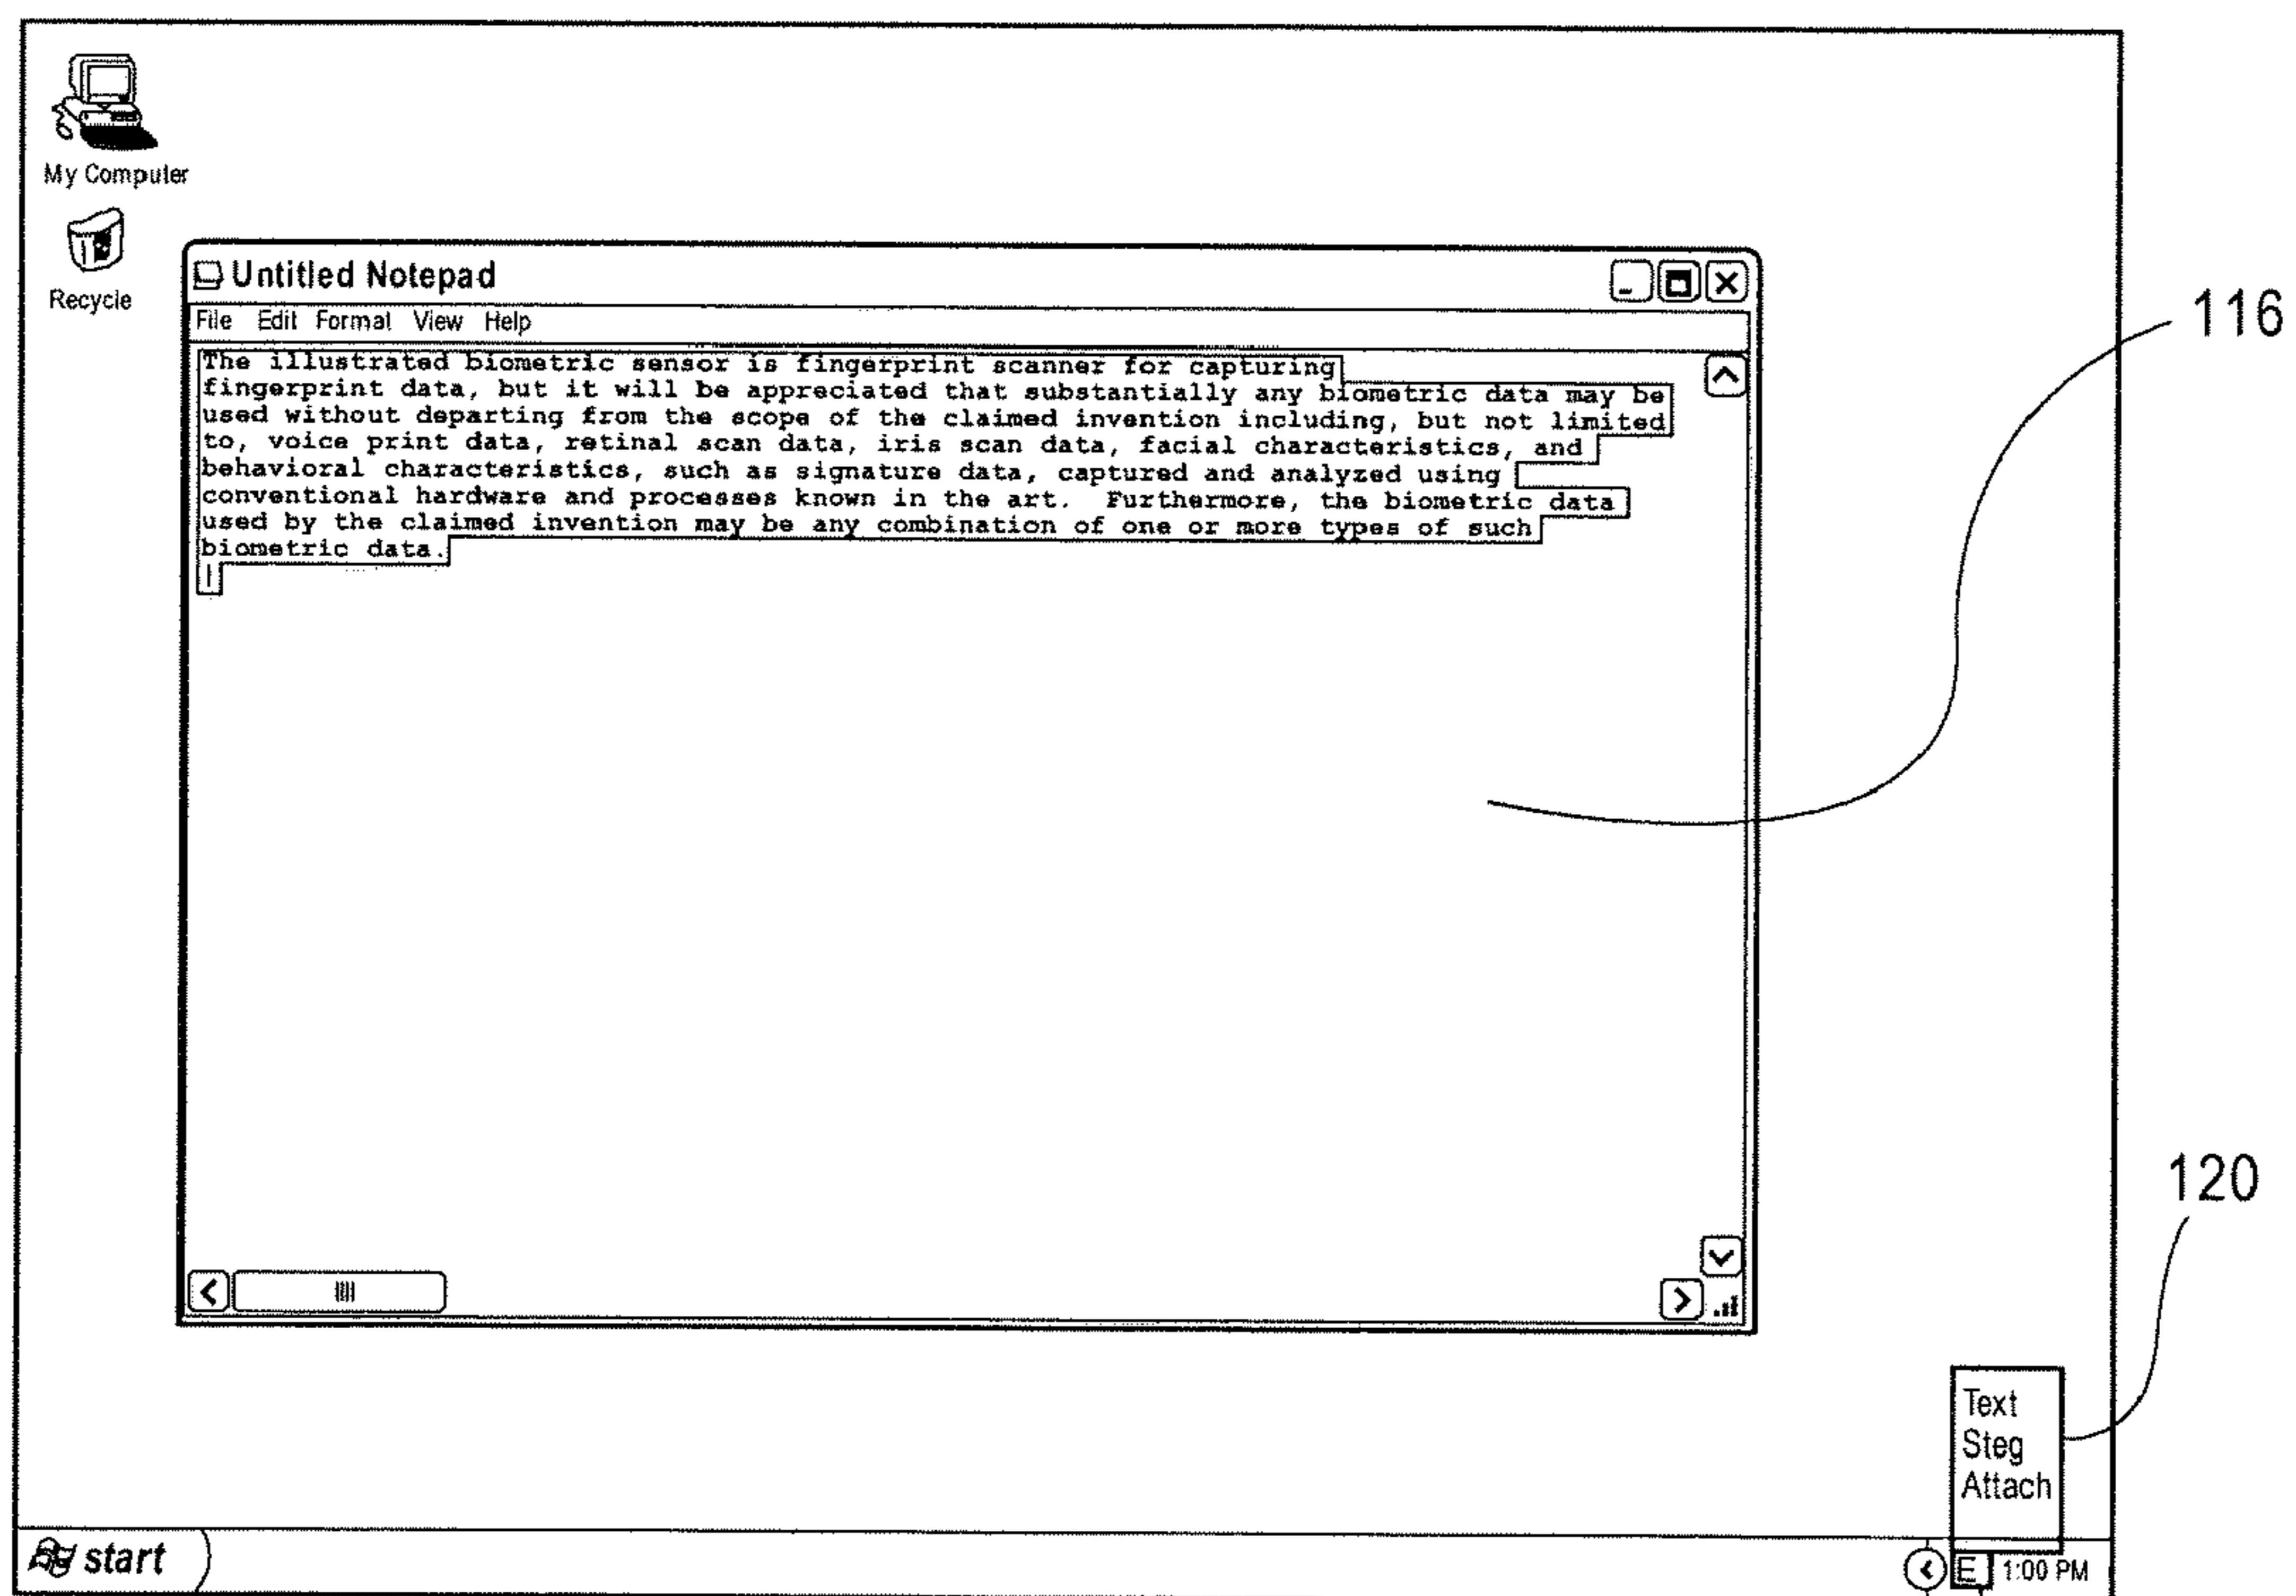 My Computer
Recycle
Untitled Notepad
File Edit Format View Help
The illustrated biometric sensor is fingerprint scanner for capturing
fingerprint data, but it will be appreciated that substantially any biometric data may be
used without departing from the scope of the claimed invention including, but not limited
to, voice print data, retinal scan data, iris scan data, facial characteristics, and
behavioral characteristics, such as signature data, captured and analyzed using
conventional hardware and processes known in the art. Furthermore, the biometric data
used by the claimed invention may be any combination of one or more types of such
biometric data.
116
120
Text
Steg
Attach
start
E 1:00 PM